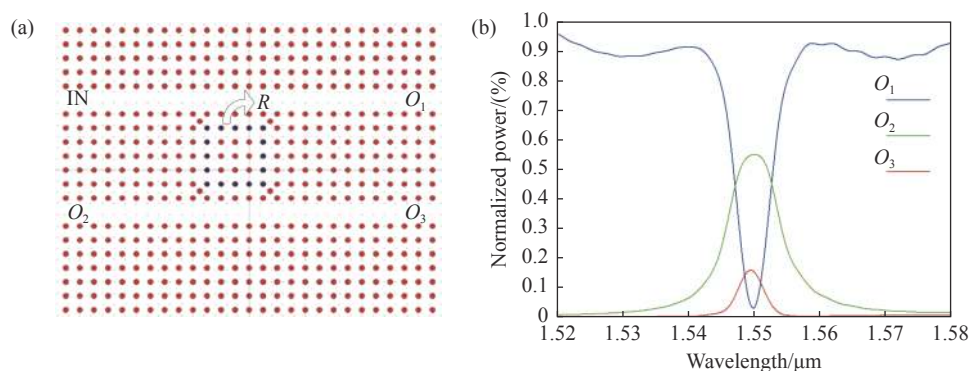 (a)
IN
R
O₁
O₂
O₃
(b)
Normalized power/(%)
1.0
0.9
0.8
0.7
0.6
0.5
0.4
0.3
0.2
0.1
0
O₁
O₂
O₃
1.52 1.53 1.54 1.55 1.56 1.57 1.58
Wavelength/μm